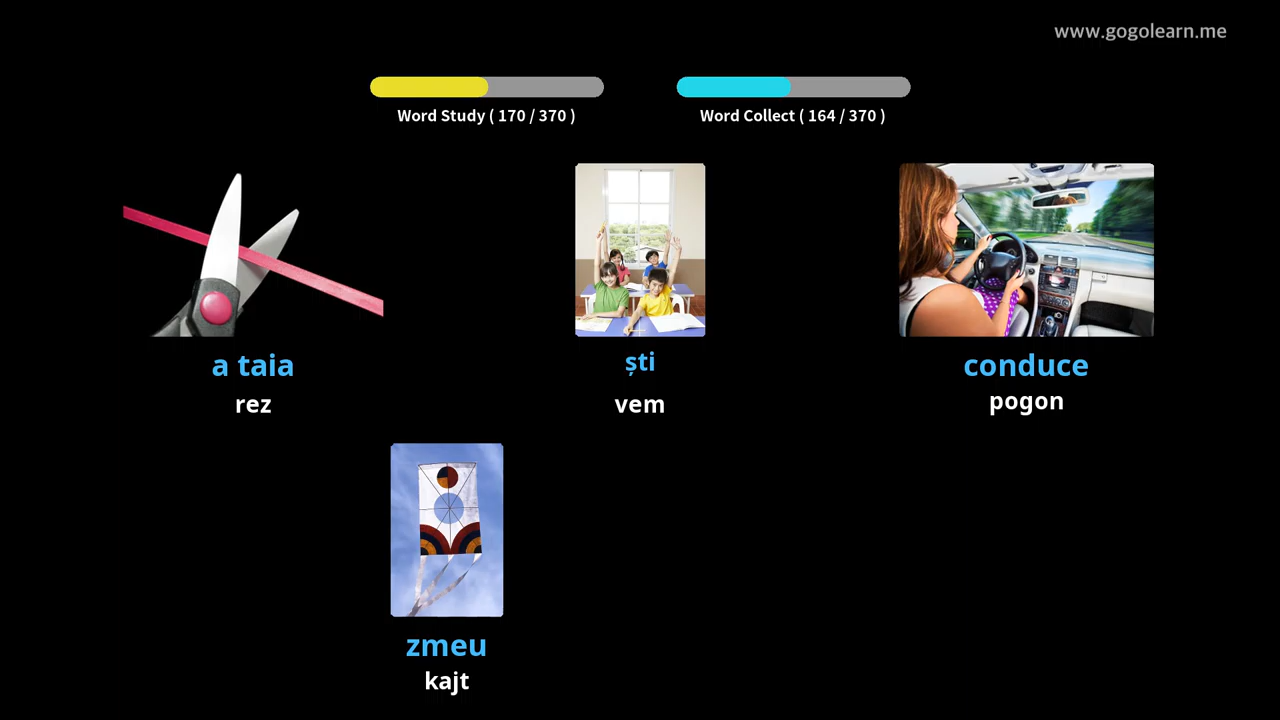 www.gogolearn.me
Word Study ( 170 / 370 )
Word Collect ( 164 / 370 )
a taia
rez
ști
vem
conduce
pogon
zmeu
kajt